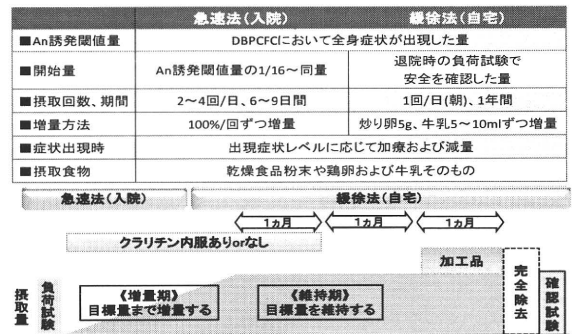 急速法(入院) 緩徐法(自宅)
■An誘発閾値量 DBPCFCにおいて全身症状が出現した量
■開始量 An誘発閾値量の1/16～同量 退院時の負荷試験で
安全を確認した量
■摂取回数、期間 2～4回/日、6～9日間 1回/日(朝)、1年間
■増量方法 100%/回ずつ増量 炒り卵5g、牛乳5～10mlずつ増量
■症状出現時 出現症状レベルに応じて加療および減量
■摂取食物 乾燥食品粉末や鶏卵および牛乳そのもの
急速法(入院) 緩徐法(自宅)
1ヵ月 1ヵ月 1ヵ月
クラリチン内服ありorなし
加工品
摂取量
負荷試験
《増量期》
目標量まで増量する
《維持期》
目標量を維持する
完全除去
確認試験